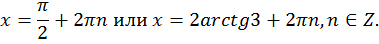 x = π/2 + 2πn или x = 2arctg3 + 2πn, n ∈ Z.